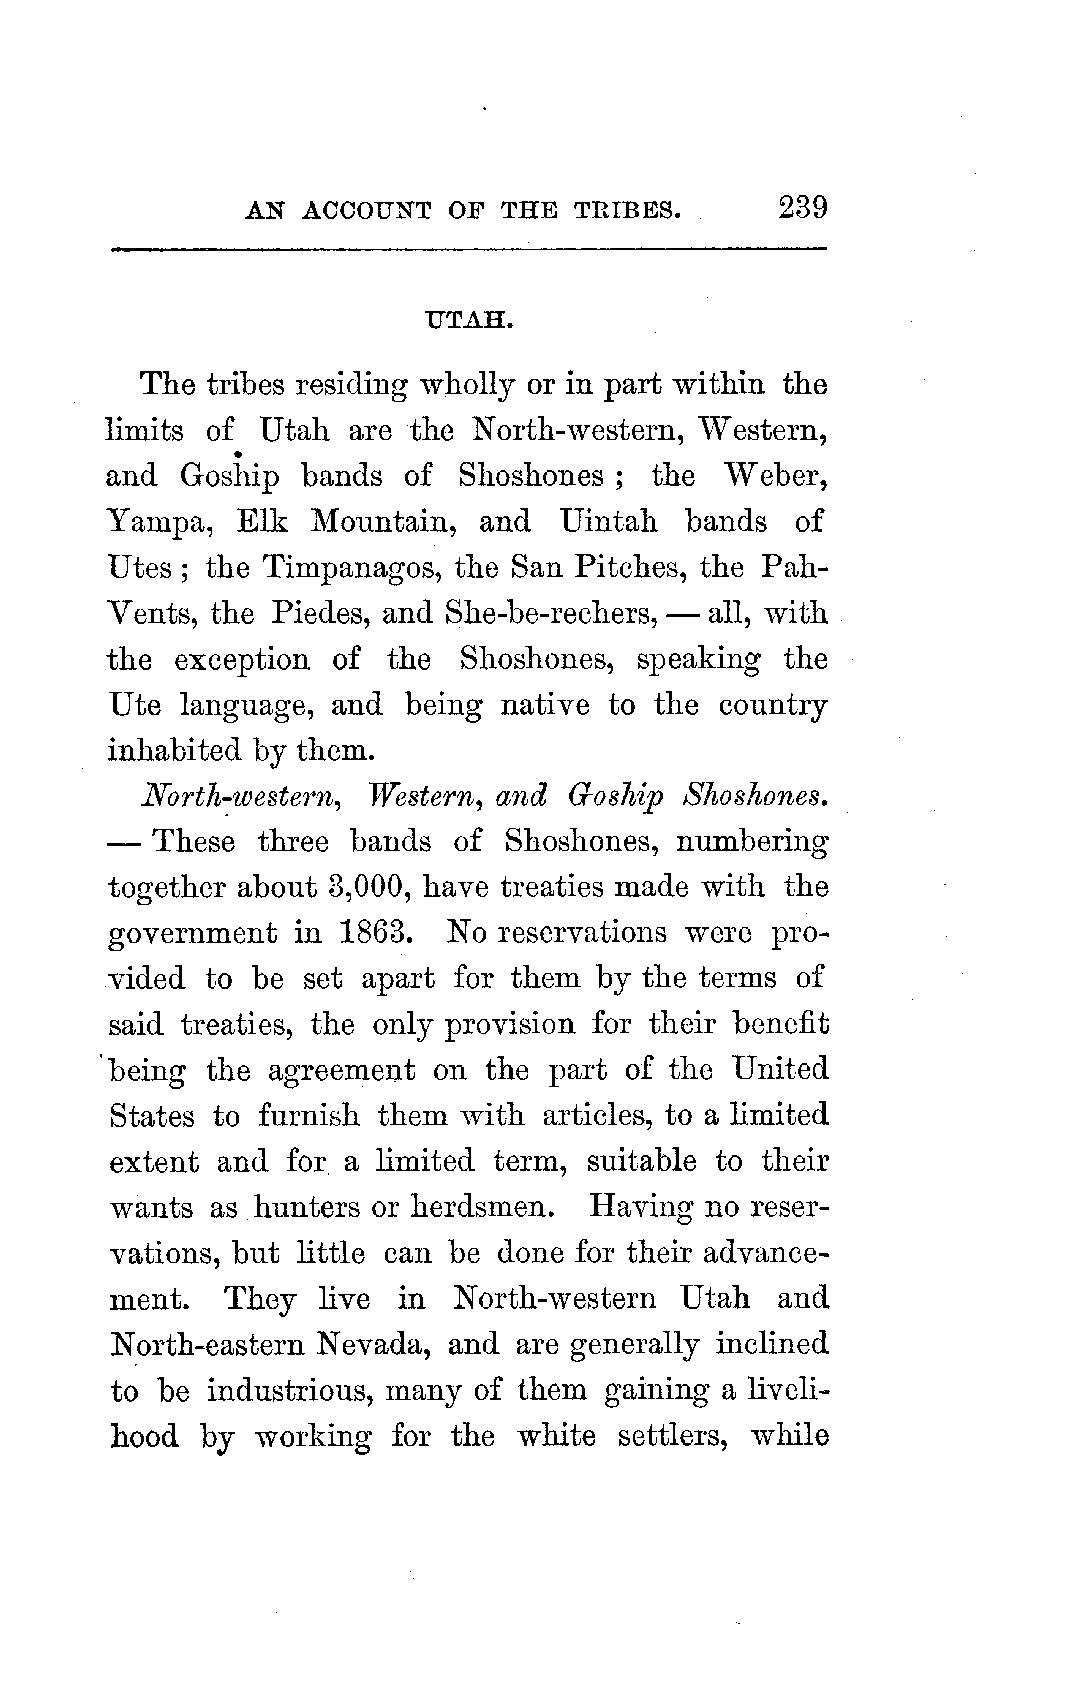 AN ACCOUNT OF THE TRIBES. 239
UTAH.
The tribes residing wholly or in part within the
limits of Utah are the North-western, Western,
and Goship bands of Shoshones ; the Weber,
Yampa, Elk Mountain, and Uintah bands of
Utes ; the Timpanagos, the San Pitches, the Pah-
Vents, the Piedes, and She-be-rechers, — all, with
the exception of the Shoshones, speaking the
Ute language, and being native to the country
inhabited by them.
North-western, Western, and Goship Shoshones.
— These three bands of Shoshones, numbering
together about 3,000, have treaties made with the
government in 1863. No reservations were pro-
vided to be set apart for them by the terms of
said treaties, the only provision for their benefit
being the agreement on the part of the United
States to furnish them with articles, to a limited
extent and for a limited term, suitable to their
wants as hunters or herdsmen. Having no reser-
vations, but little can be done for their advance-
ment. They live in North-western Utah and
North-eastern Nevada, and are generally inclined
to be industrious, many of them gaining a liveli-
hood by working for the white settlers, while